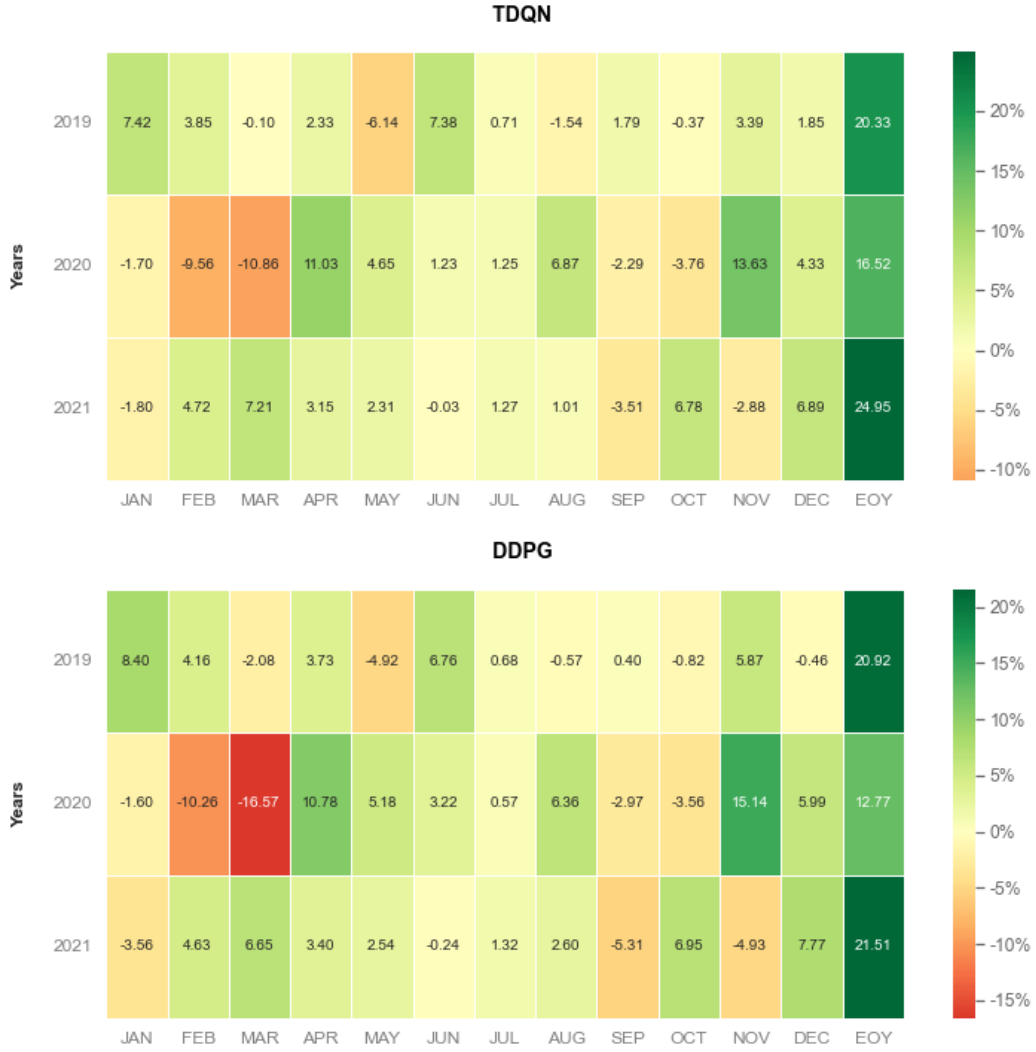 TDQN
20%
2019 7.42 3.85 -0.10 2.33 -6.14 7.38 0.71 -1.54 1.79 -0.37 3.39 1.85 20.33
15%
10%
Years
2020 -1.70 -9.56 -10.86 11.03 4.65 1.23 1.25 6.87 -2.29 -3.76 13.63 4.33 16.52
5%
0%
2021 -1.80 4.72 7.21 3.15 2.31 -0.03 1.27 1.01 -3.51 6.78 -2.88 6.89 24.95
-5%
-10%
JAN FEB MAR APR MAY JUN JUL AUG SEP OCT NOV DEC EOY
DDPG
20%
2019 8.40 4.16 -2.08 3.73 -4.92 6.76 0.68 -0.57 0.40 -0.82 5.87 -0.46 20.92
15%
10%
Years
2020 -1.60 -10.26 -16.57 10.78 5.18 3.22 0.57 6.36 -2.97 -3.56 15.14 5.99 12.77
5%
0%
-5%
2021 -3.56 4.63 6.65 3.40 2.54 -0.24 1.32 2.60 -5.31 6.95 -4.93 7.77 21.51
-10%
-15%
JAN FEB MAR APR MAY JUN JUL AUG SEP OCT NOV DEC EOY